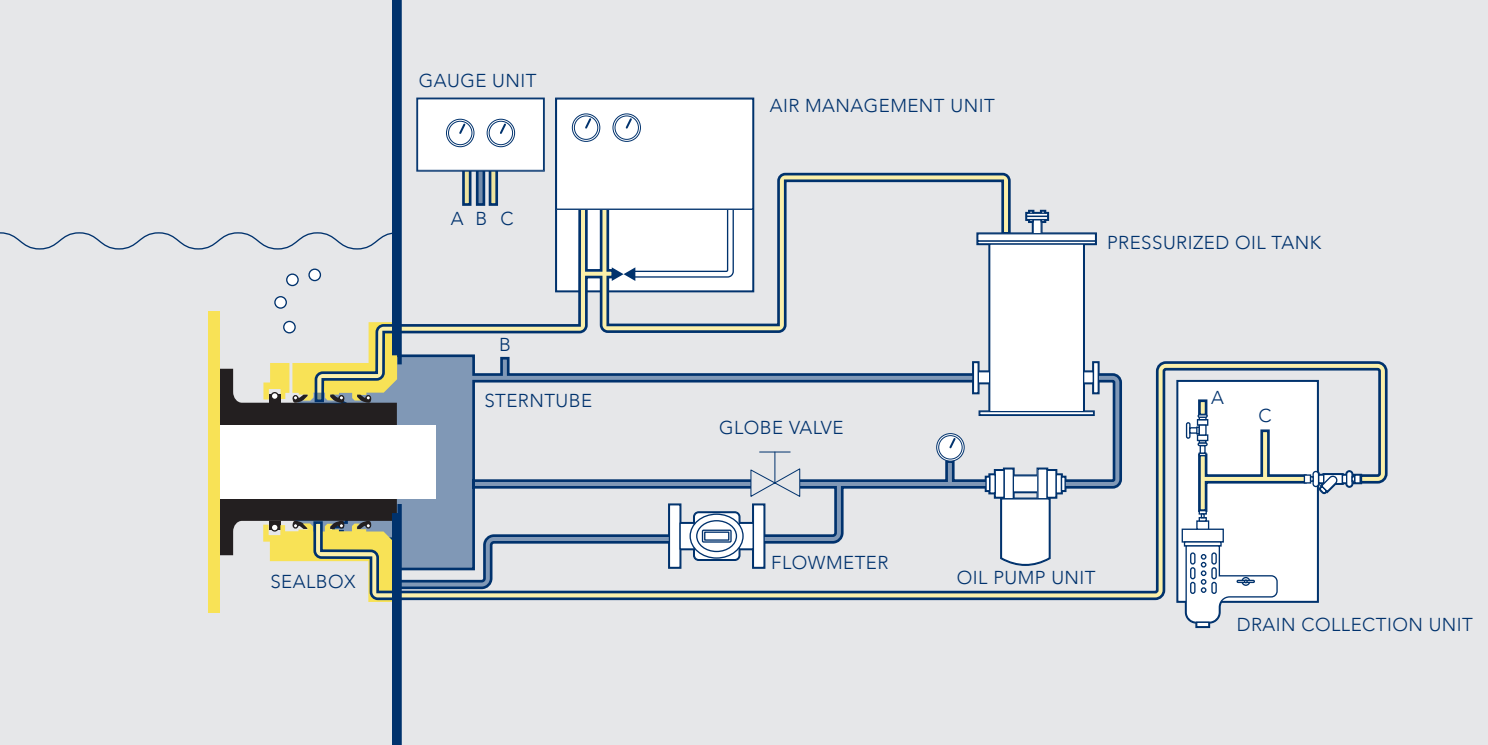 GAUGE UNIT
AIR MANAGEMENT UNIT
A B C
PRESSURIZED OIL TANK
B
STERNTUBE
A
C
GLOBE VALVE
FLOWMETER
SEALBOX
OIL PUMP UNIT
DRAIN COLLECTION UNIT